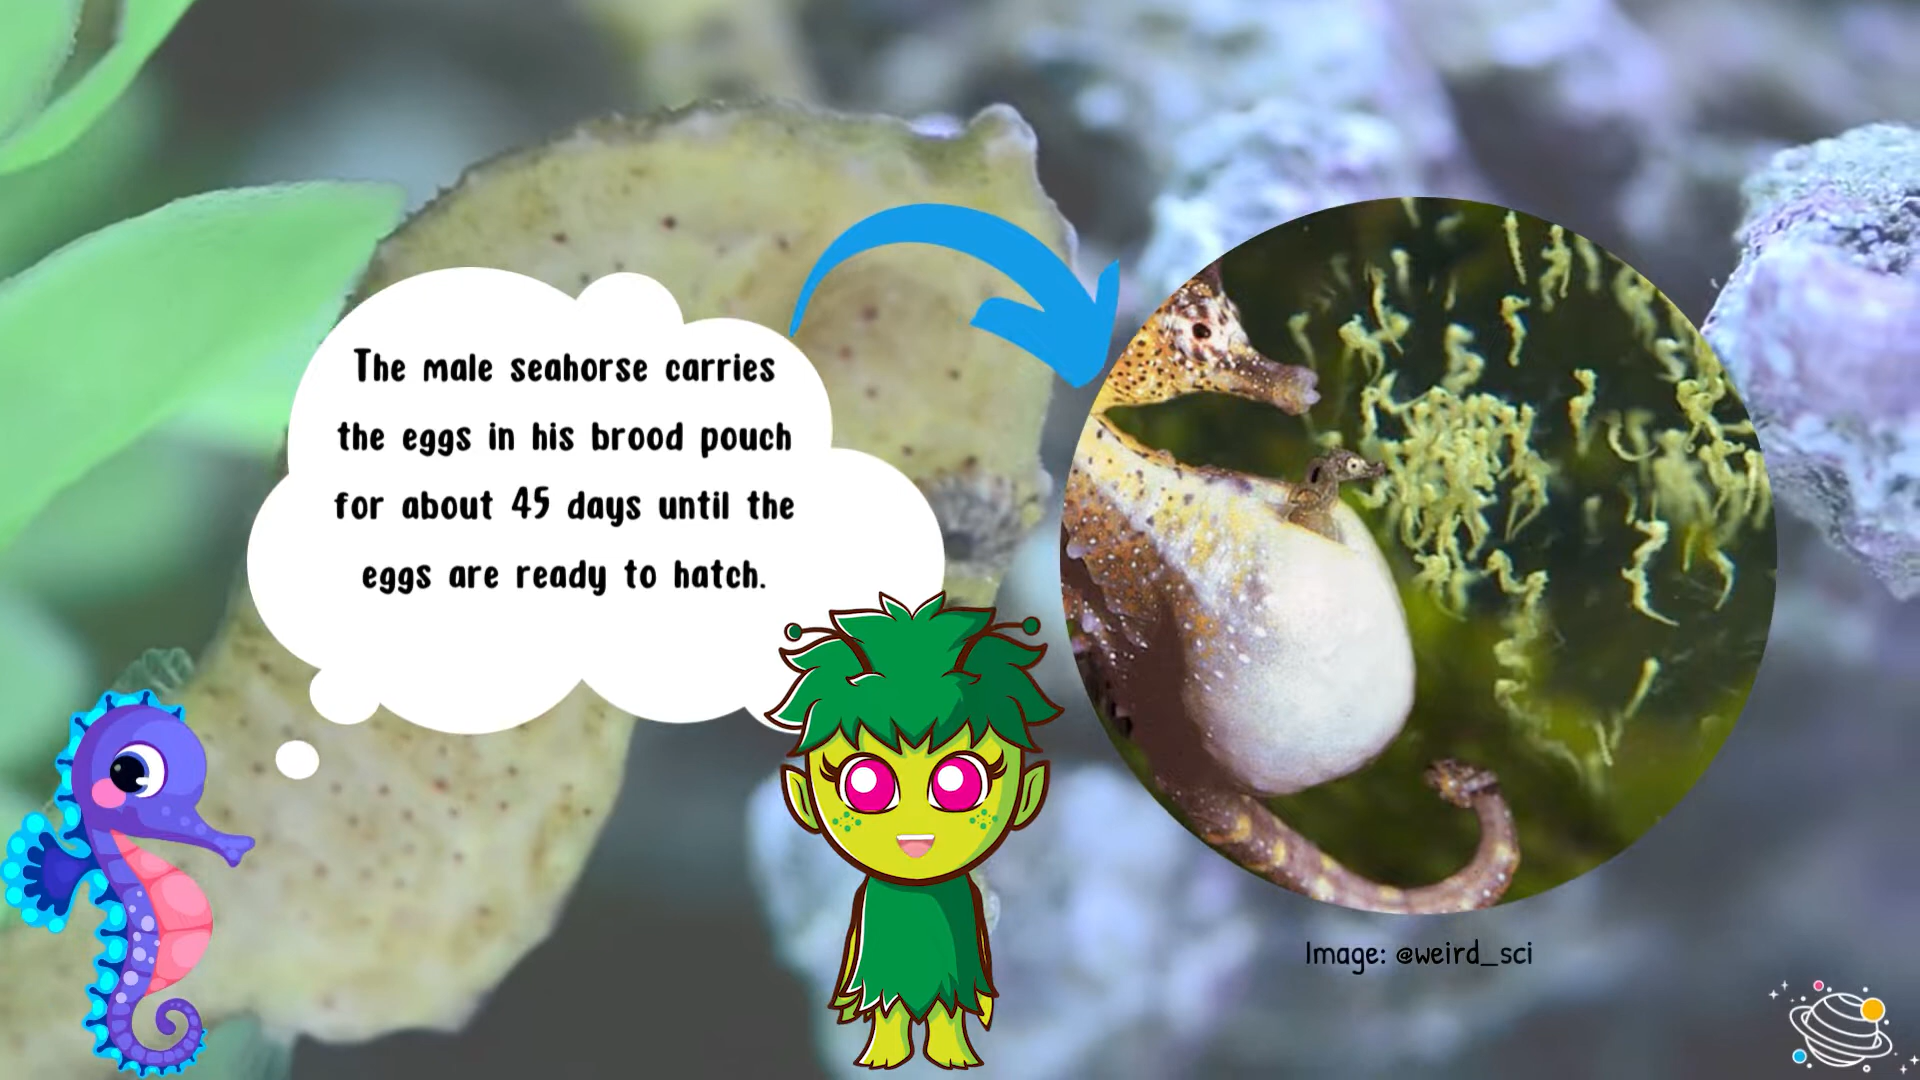 The male seahorse carries
the eggs in his brood pouch
for about 45 days until the
eggs are ready to hatch.
Image: @weird_sci